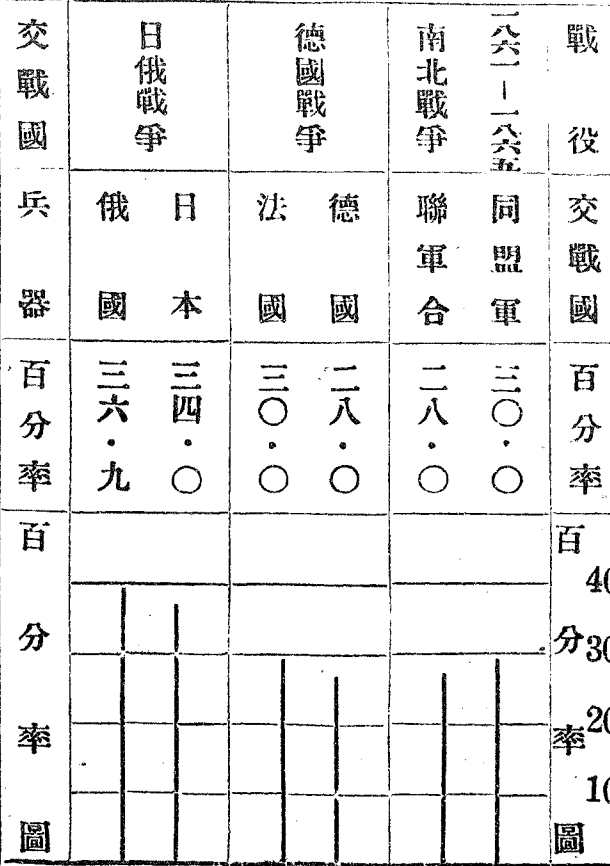 戰役
交戰國
百分率
百分率圖
40
30
20
10
一八六一—一八六五
南北戰爭
同盟軍
聯軍合
三〇·〇
二八·〇
德國戰爭
德國
法國
二八·〇
三〇·〇
日俄戰爭
日本
俄國
三四·〇
三六·九
交戰國
兵器
百分率
百分率圖